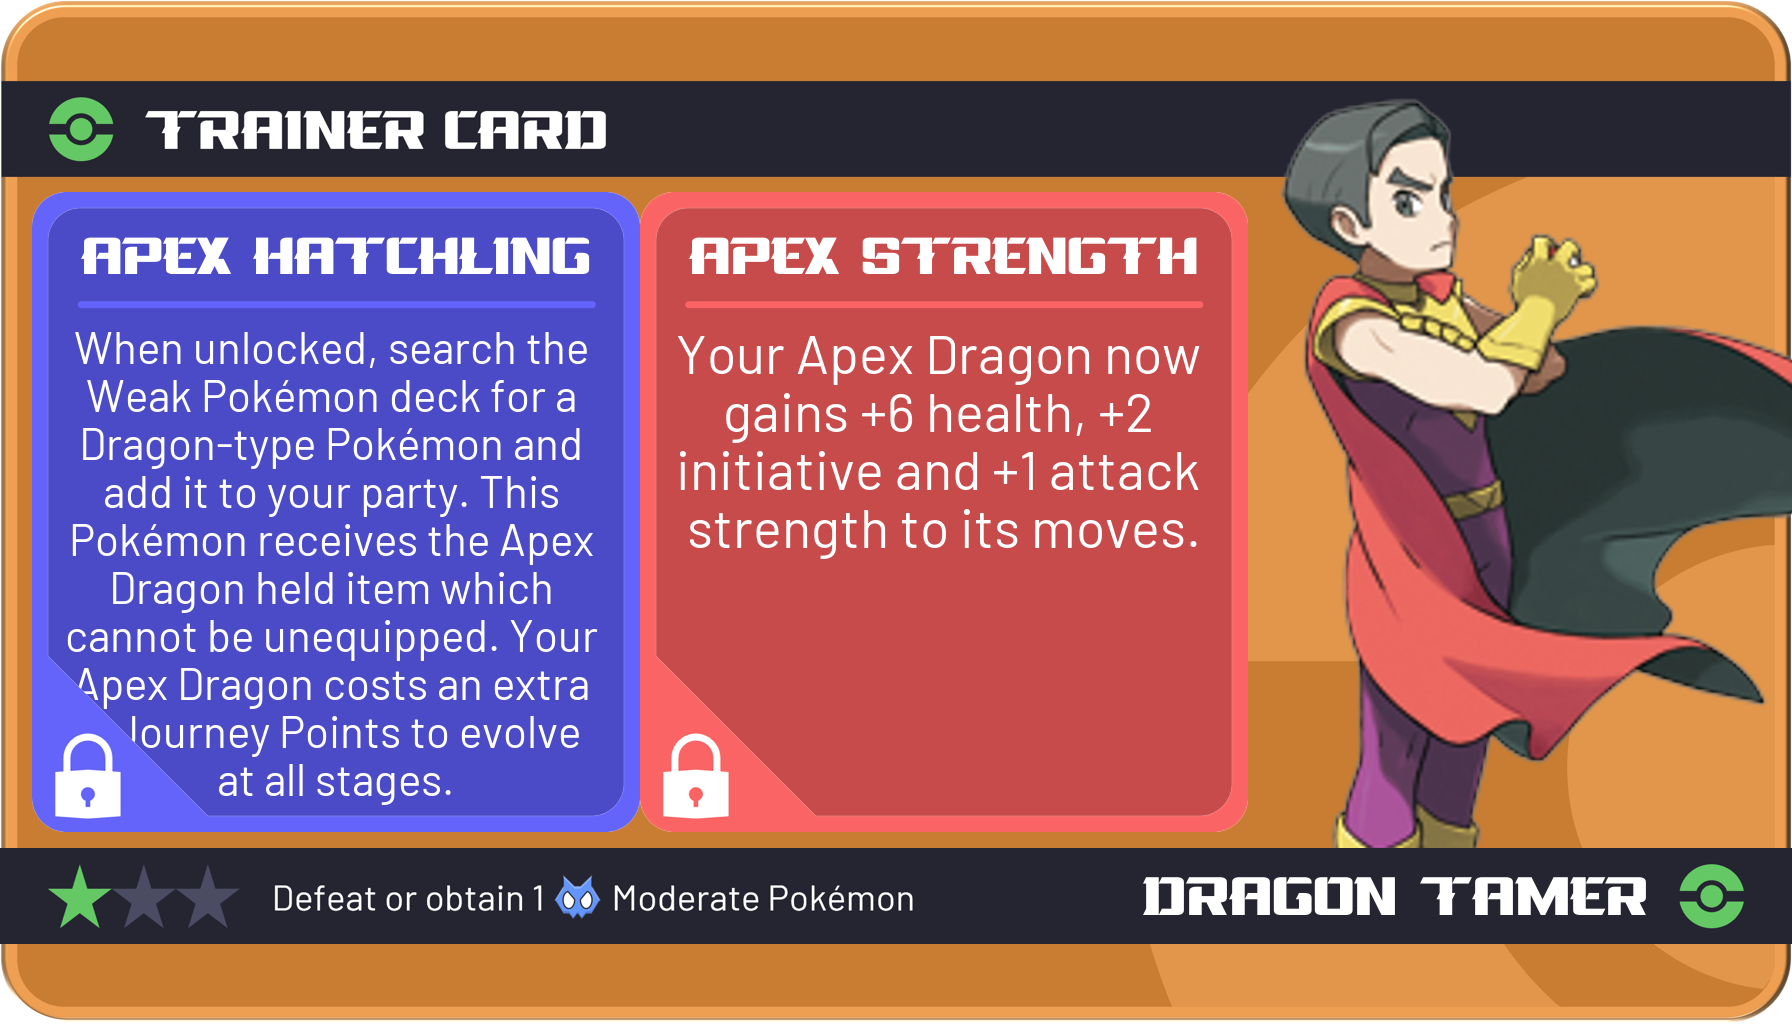 TRAINER CARD
APEX HATCHLING
When unlocked, search the
Weak Pokémon deck for a
Dragon-type Pokémon and
add it to your party. This
Pokémon receives the Apex
Dragon held item which
cannot be unequipped. Your
Apex Dragon costs an extra
Journey Points to evolve
at all stages.
APEX STRENGTH
Your Apex Dragon now
gains +6 health, +2
initiative and +1 attack
strength to its moves.
Defeat or obtain 1 Moderate Pokémon
DRAGON TAMER